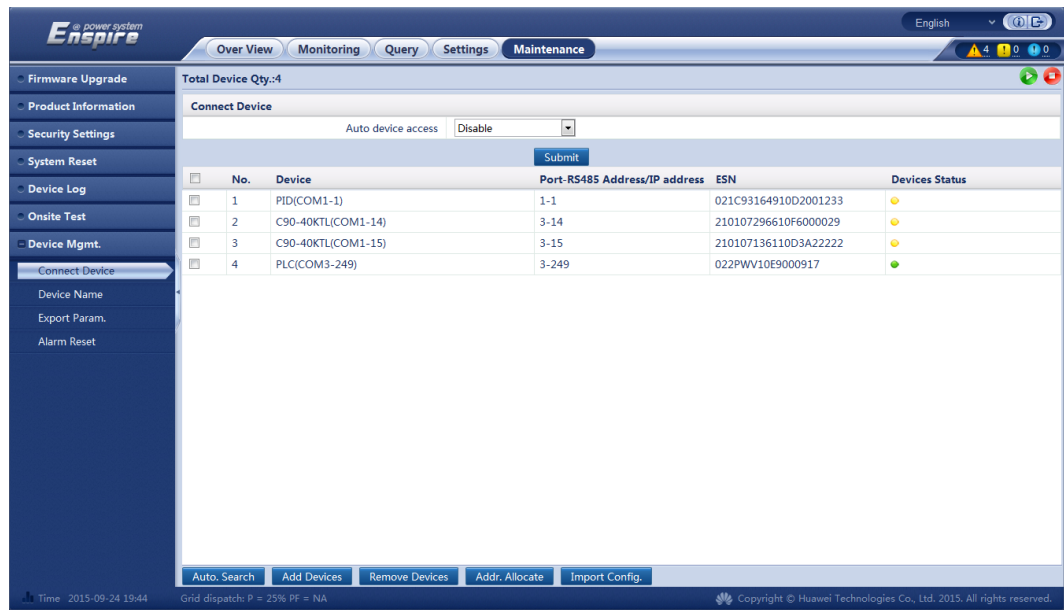 @ power system
Enspire
English
Over View Monitoring Query Settings Maintenance
4 0 0
Firmware Upgrade
Product Information
Security Settings
System Reset
Device Log
Onsite Test
Device Mgmt.
Connect Device
Device Name
Export Param.
Alarm Reset
Total Device Qty.:4
Connect Device
Auto device access Disable
Submit
No. Device Port-RS485 Address/IP address ESN Devices Status
1 PID(COM1-1) 1-1 021C93164910D2001233
2 C90-40KTL(COM1-14) 3-14 210107296610F6000029
3 C90-40KTL(COM1-15) 3-15 210107136110D3A22222
4 PLC(COM3-249) 3-249 022PWV10E9000917
Auto. Search Add Devices Remove Devices Addr. Allocate Import Config.
Time 2015-09-24 19:44 Grid dispatch: P = 25% PF = NA Copyright © Huawei Technologies Co., Ltd. 2015. All rights reserved.